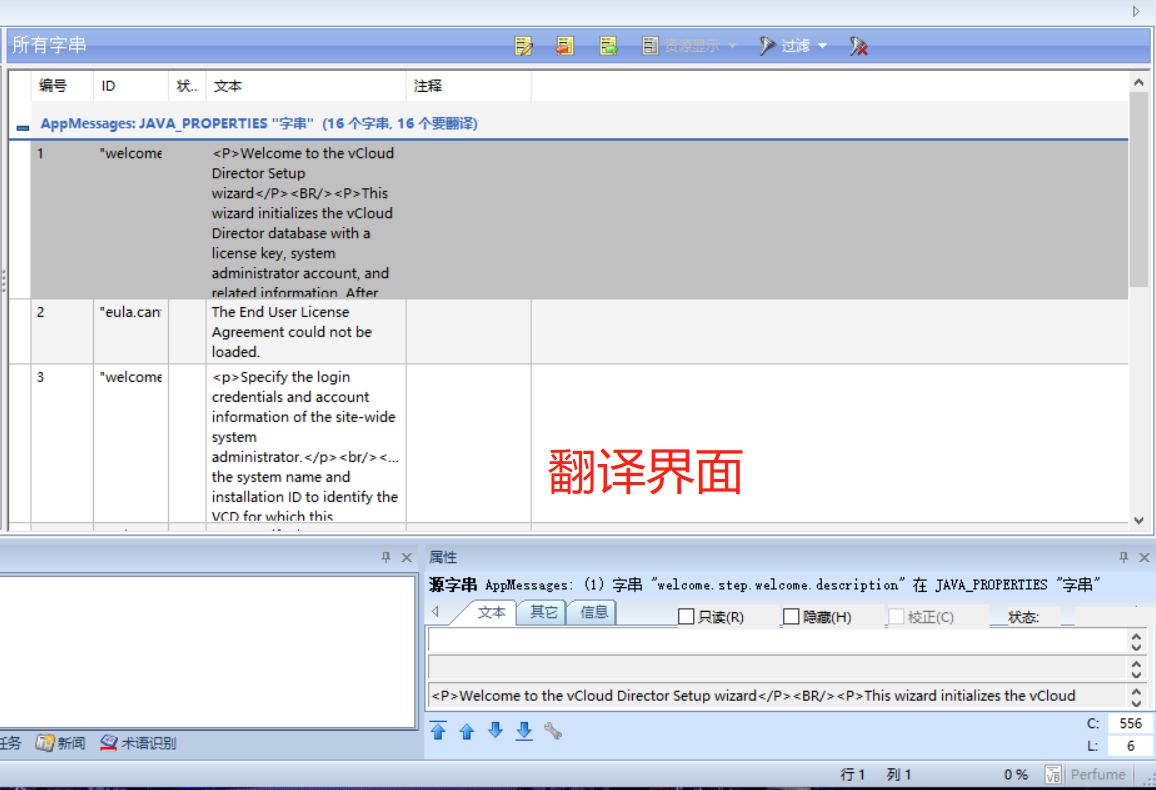 所有字串
资源显示
过滤
编号 ID 状.. 文本 注释
AppMessages: JAVA_PROPERTIES "字串" (16 个字串, 16 个要翻译)
1 "welcome <P>Welcome to the vCloud
Director Setup
wizard</P><BR/><P>This
wizard initializes the vCloud
Director database with a
license key, system
administrator account, and
related information. After
2 "eula.can The End User License
Agreement could not be
loaded.
3 "welcome <p>Specify the login
credentials and account
information of the site-wide
system
administrator.</p><br/><...
the system name and
installation ID to identify the
VCD for which this
翻译界面
属性
源字串 AppMessages: (1) 字串 "welcome.step.welcome.description" 在 JAVA_PROPERTIES "字串"
文本 其它 信息 只读(R) 隐藏(H) 校正(C) 状态:
<P>Welcome to the vCloud Director Setup wizard</P><BR/><P>This wizard initializes the vCloud
C: 556
L: 6
任务 新闻 术语识别
行 1 列 1 0 % Perfume